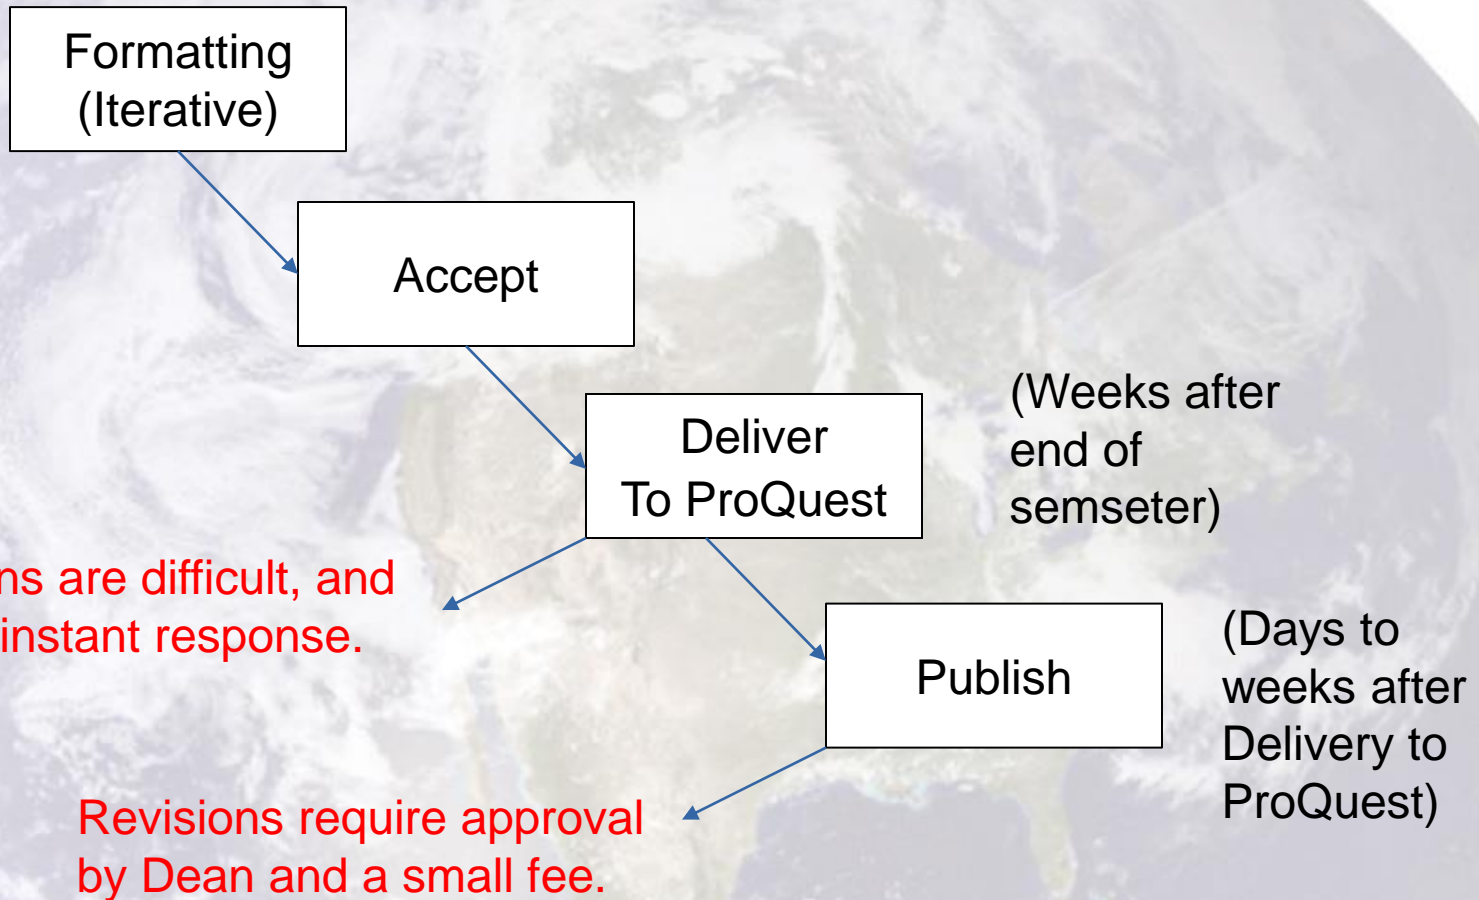 Formatting
(Iterative)
Accept
Deliver
To ProQuest
(Weeks after
end of
semseter)
ns are difficult, and
instant response.
Publish
(Days to
weeks after
Delivery to
ProQuest)
Revisions require approval
by Dean and a small fee.